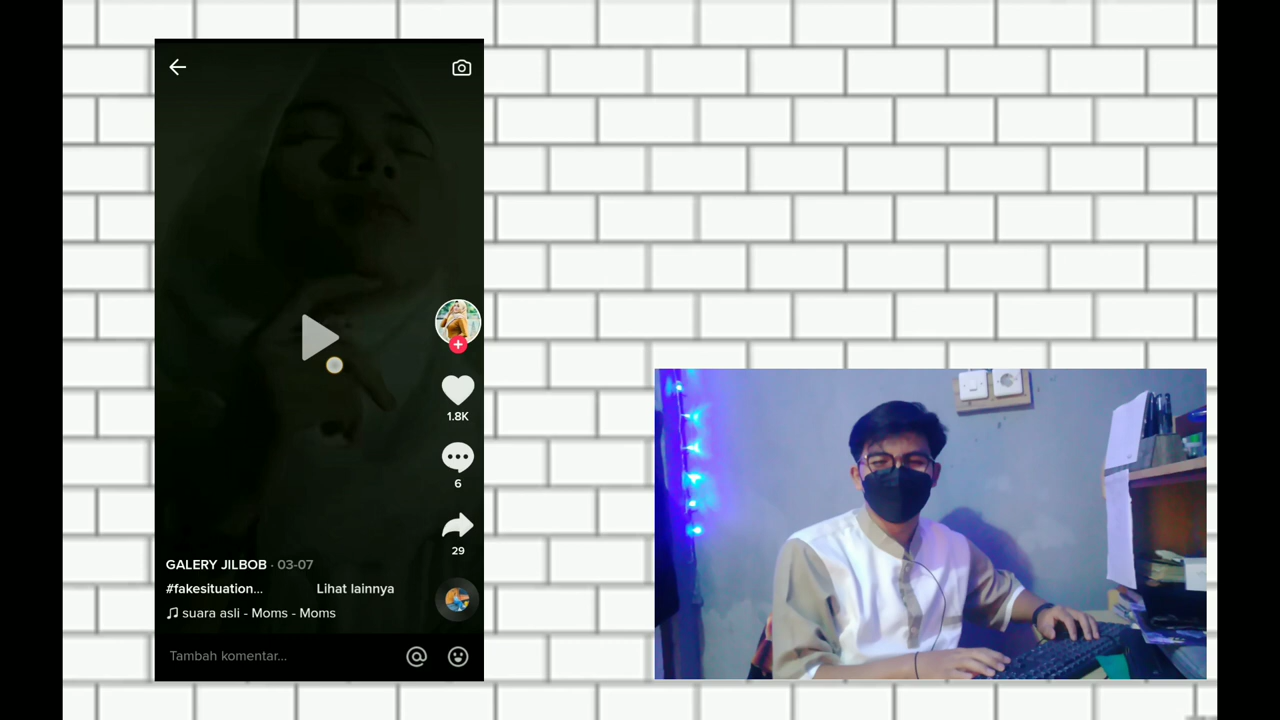 1.8K
6
29
GALERY JILBOB · 03-07
#fakesituation... Lihat lainnya
suara asli - Moms - Moms
Tambah komentar...